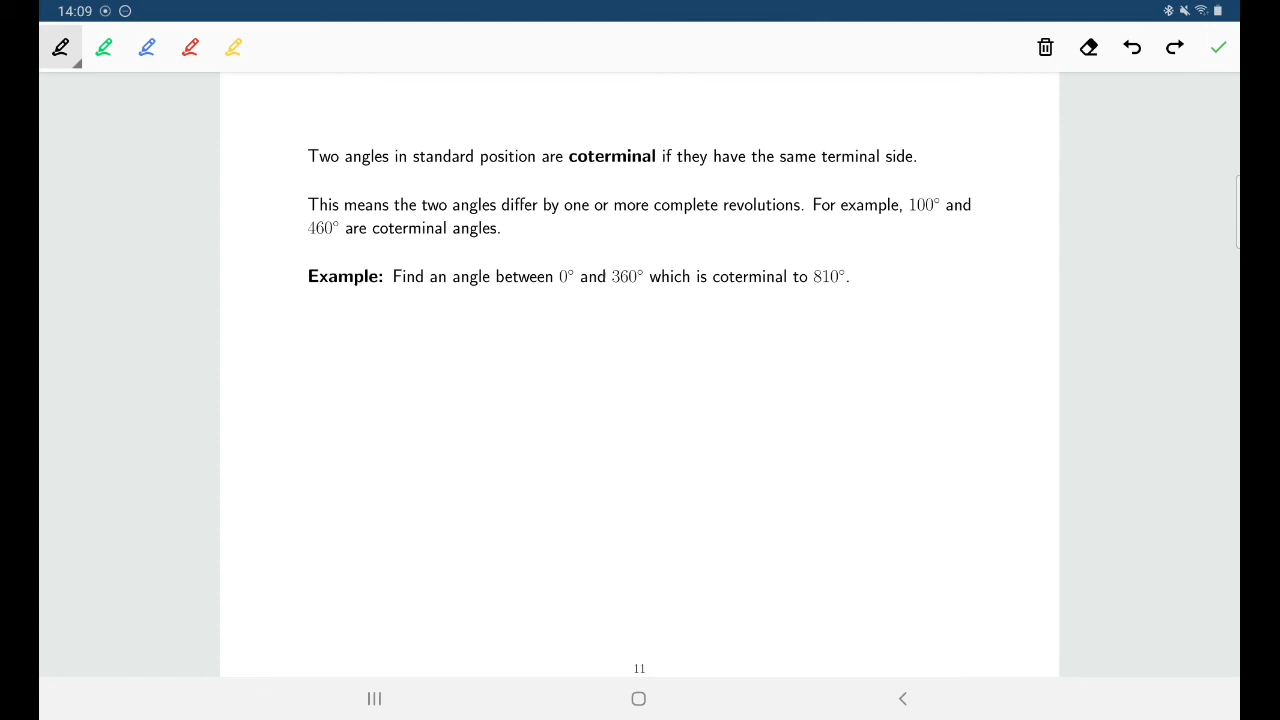 14:09
Two angles in standard position are coterminal if they have the same terminal side.
This means the two angles differ by one or more complete revolutions. For example, 100° and
460° are coterminal angles.
Example: Find an angle between 0° and 360° which is coterminal to 810°.
11